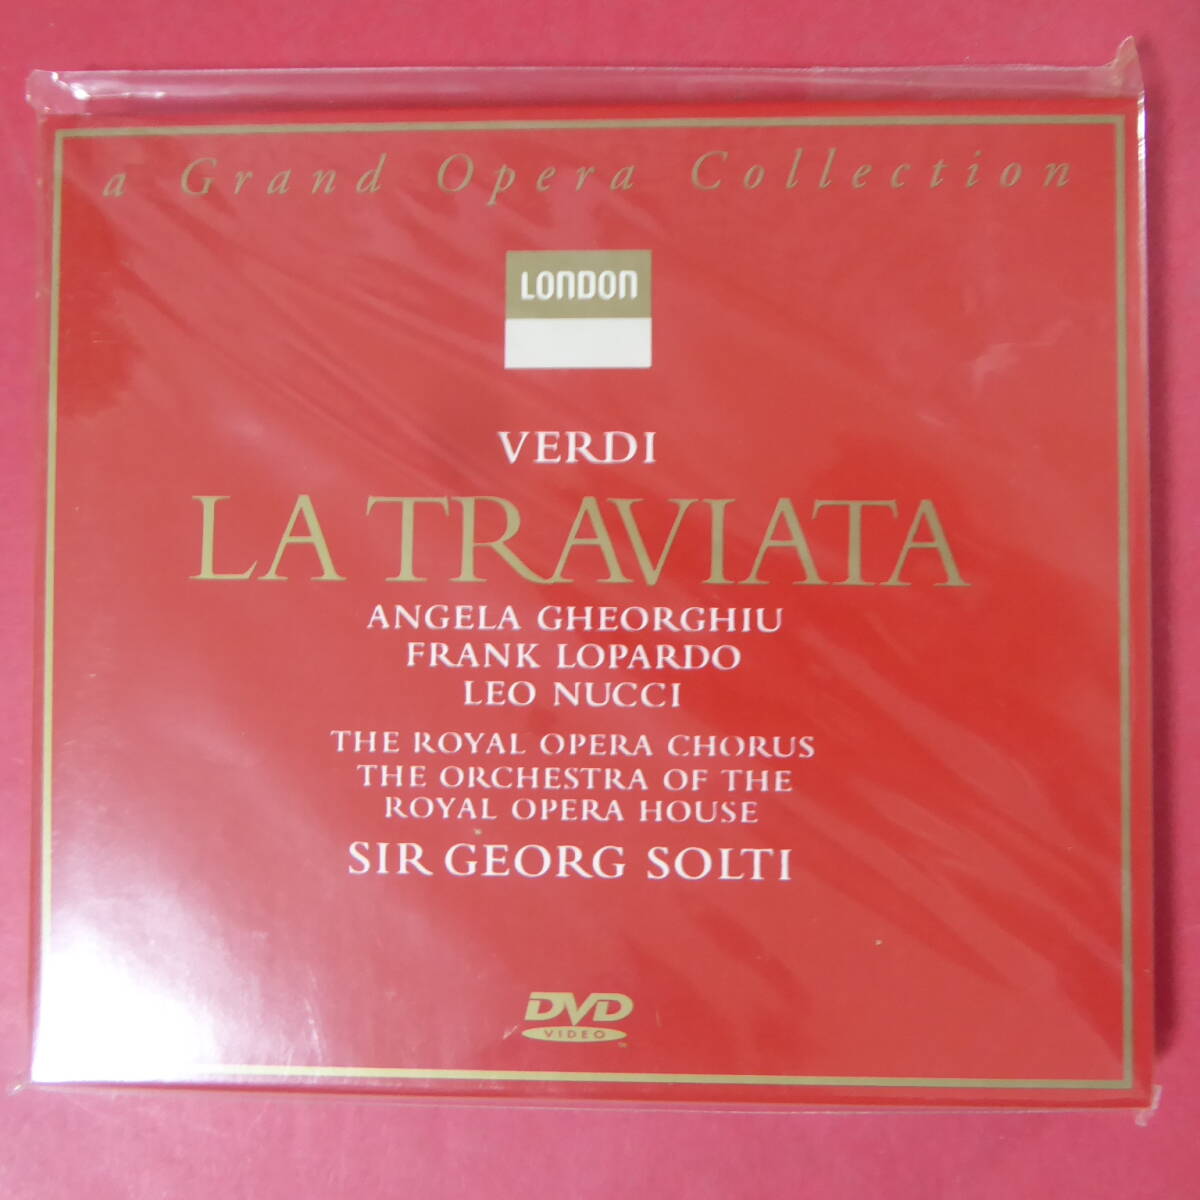 a Grand Opera Collection
LONDON
VERDI
LA TRAVIATA
ANGELA GHEORGHIU
FRANK LOPARDO
LEO NUCCI
THE ROYAL OPERA CHORUS
THE ORCHESTRA OF THE
ROYAL OPERA HOUSE
SIR GEORG SOLTI
DVD
VIDEO™